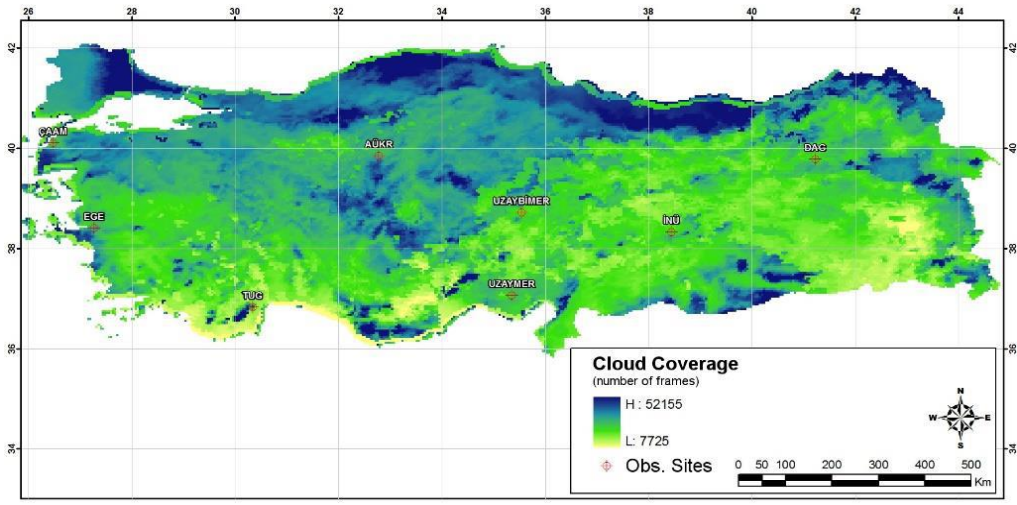 26 28 30 32 34 36 38 40 42 44
42 42
ÇAAM
40 AÜKR DAG 40
UZAYBİMER
EGE İNÜ
38 38
UZAYMER
TUG
36 36
Cloud Coverage
(number of frames)
H : 52155
L: 7725
N
W E
S
34 34
Obs. Sites
0 50 100 200 300 400 500
Km